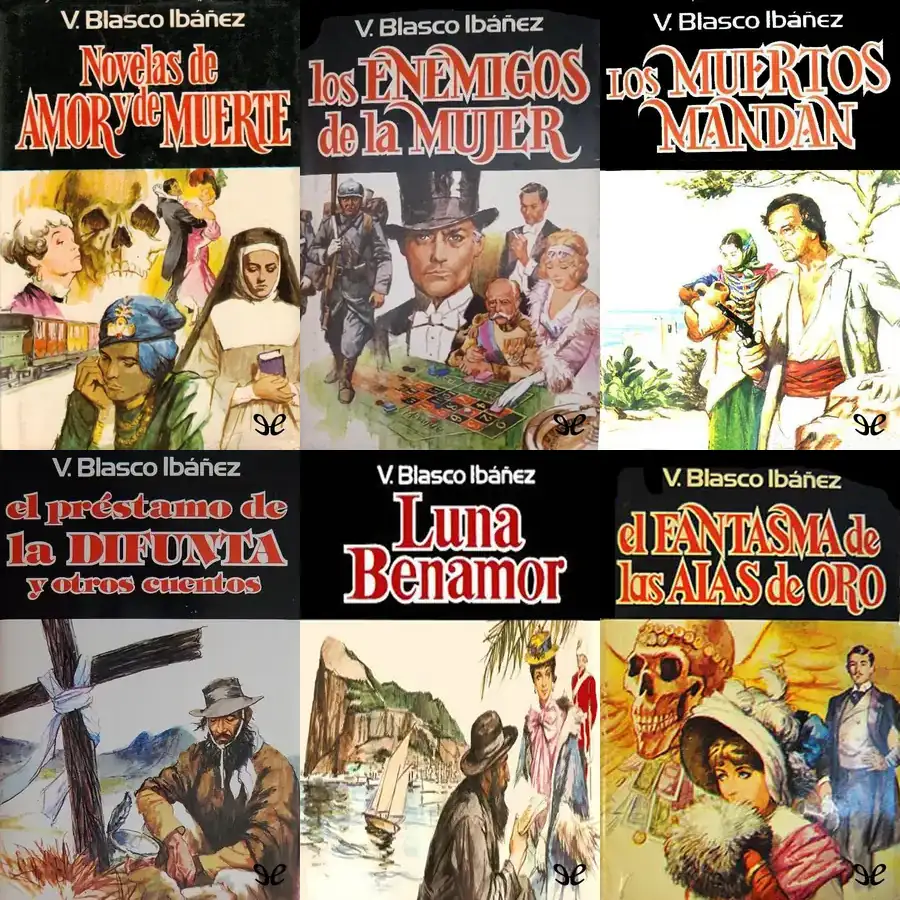 V. Blasco Ibáñez
Novelas de
AMOR y de MUERTE
V. Blasco Ibáñez
los ENEMIGOS
de la MUJER
V. Blasco Ibáñez
LOS MUERTOS
MANDAN
V. Blasco Ibáñez
el préstamo de
la DIFUNTA
y otros cuentos
V. Blasco Ibáñez
Luna
Benamor
V. Blasco Ibáñez
el FANTASMA de
las ALAS de ORO